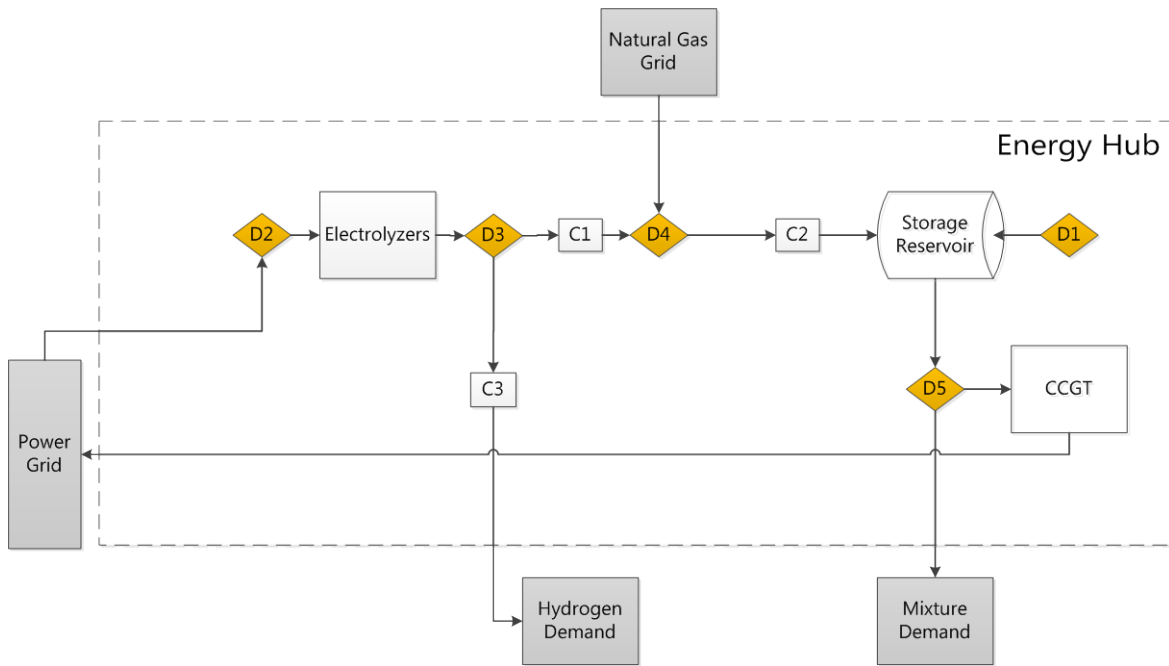 Natural Gas
Grid
Energy Hub
D2
Electrolyzers
D3
C1
D4
C2
Storage
Reservoir
D1
C3
D5
CCGT
Power
Grid
Hydrogen
Demand
Mixture
Demand